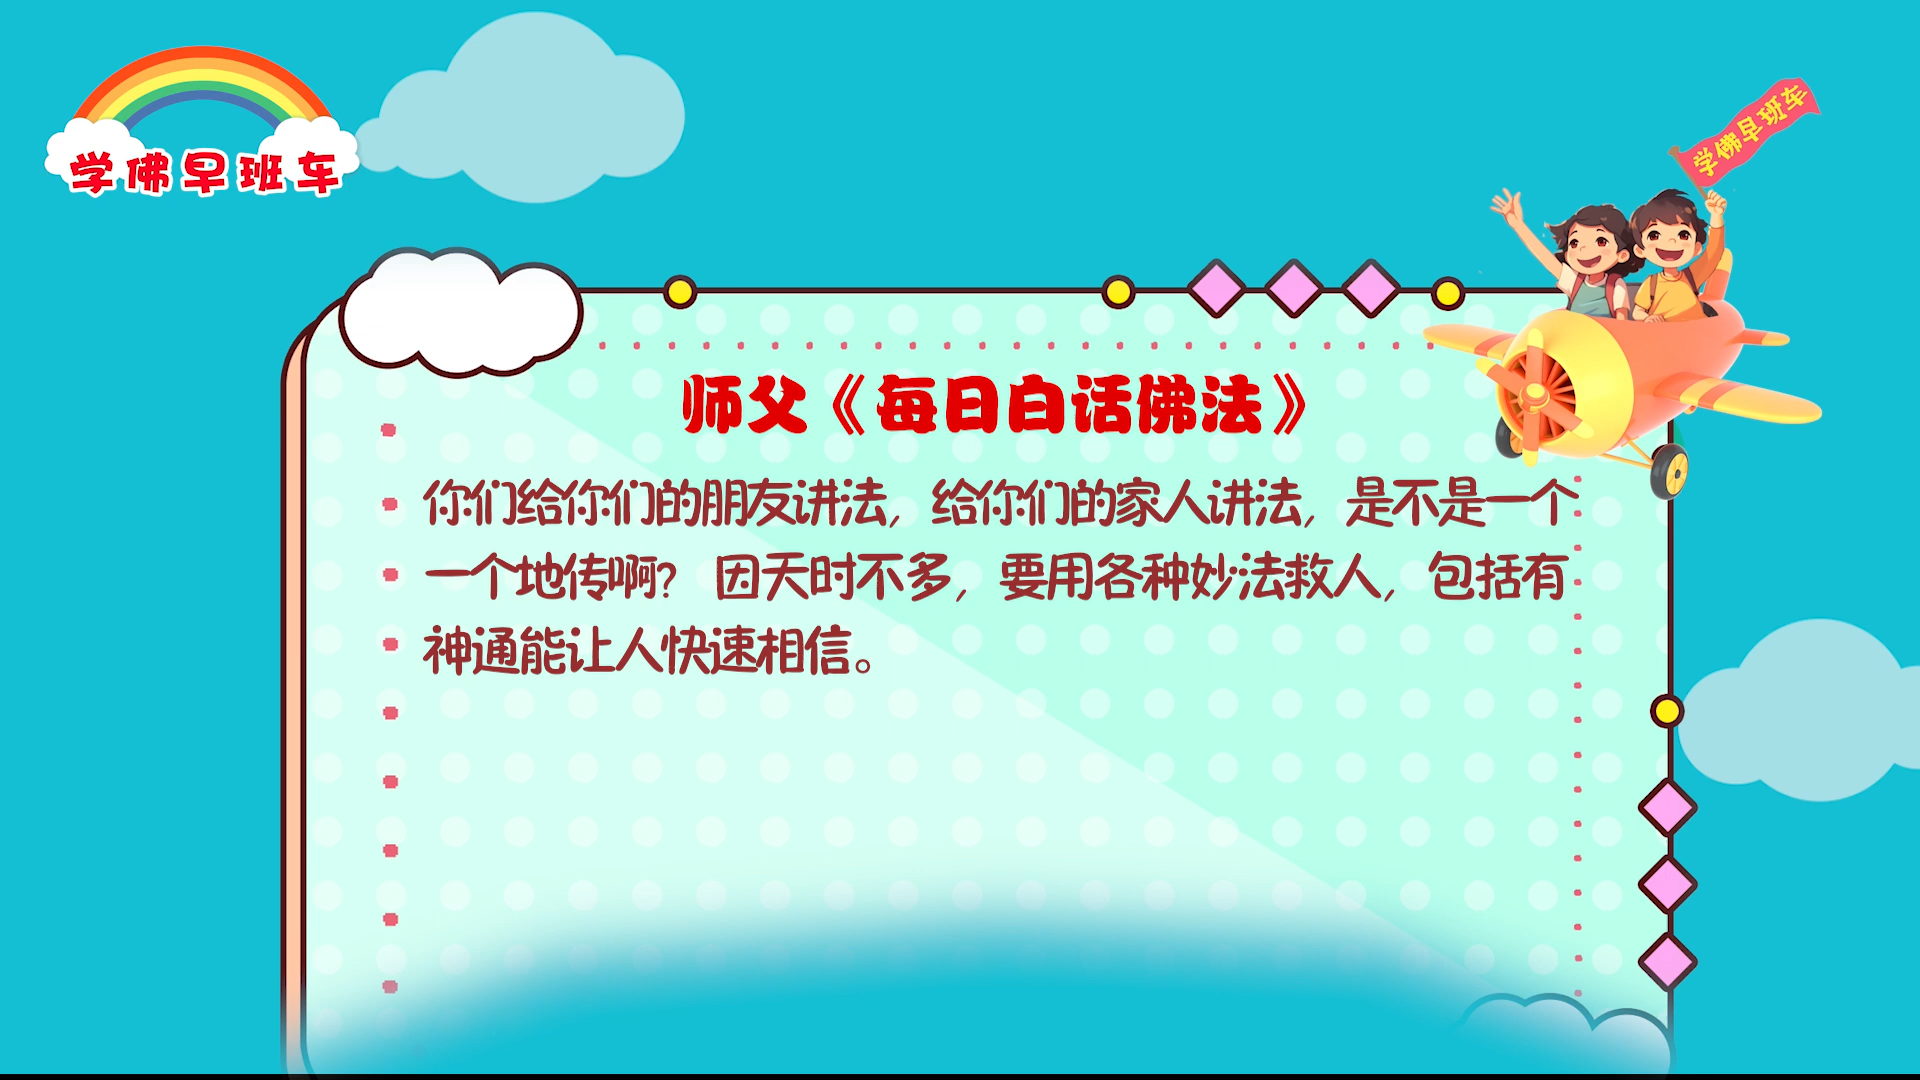 学佛早班车
学佛早班车
师父《每日白话佛法》
你们给你们的朋友讲法，给你们的家人讲法，是不是一个
一个地传啊？ 因天时不多，要用各种妙法救人，包括有
神通能让人快速相信。